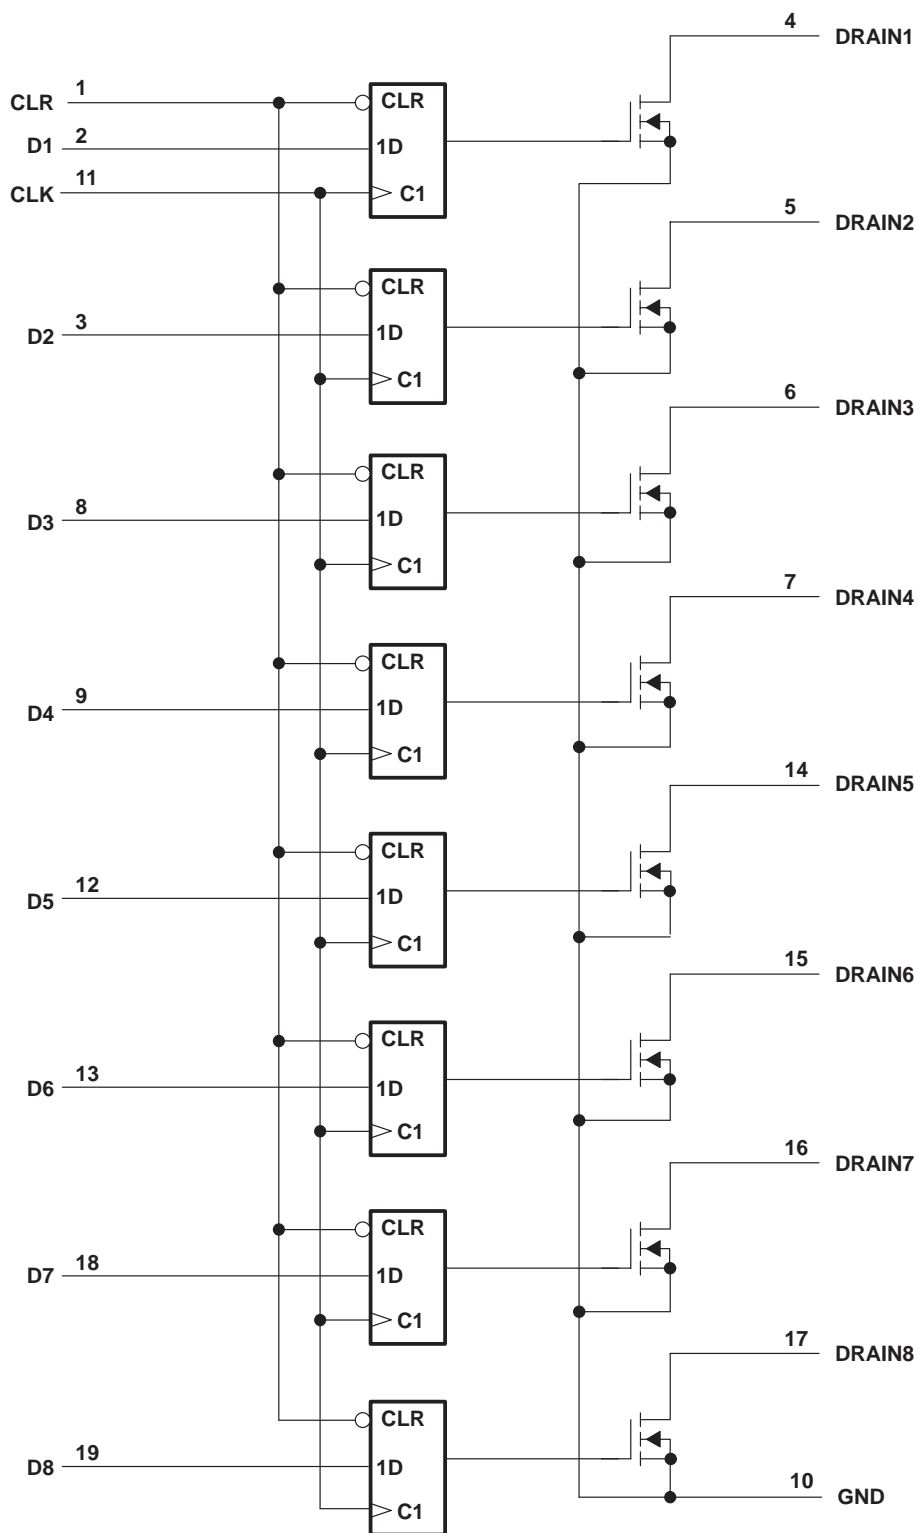 4 DRAIN1
CLR 1 CLR
D1 2 1D
CLK 11 C1
5 DRAIN2
CLR
D2 3 1D
C1
6 DRAIN3
CLR
D3 8 1D
C1
7 DRAIN4
CLR
D4 9 1D
C1
14 DRAIN5
CLR
D5 12 1D
C1
15 DRAIN6
CLR
D6 13 1D
C1
16 DRAIN7
CLR
D7 18 1D
C1
17 DRAIN8
CLR
D8 19 1D
10 GND
C1